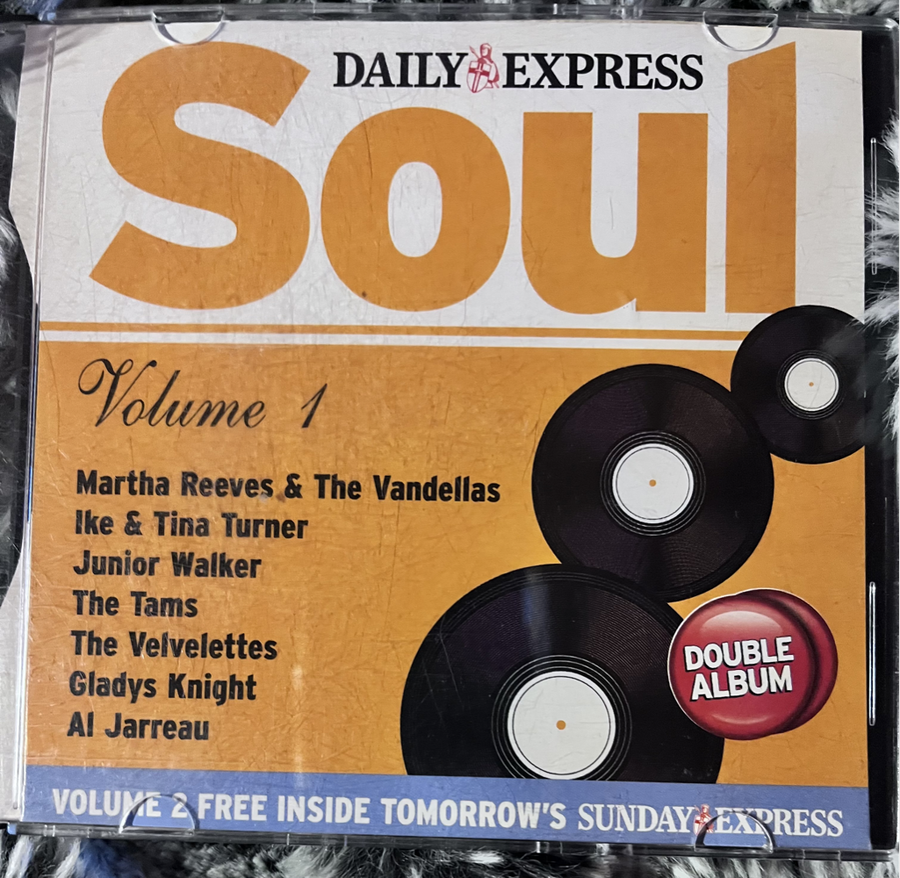 DAILY EXPRESS
Soul
Volume 1
Martha Reeves & The Vandellas
Ike & Tina Turner
Junior Walker
The Tams
The Velvelettes
Gladys Knight
Al Jarreau
DOUBLE
ALBUM
VOLUME 2 FREE INSIDE TOMORROW'S SUNDAY EXPRESS